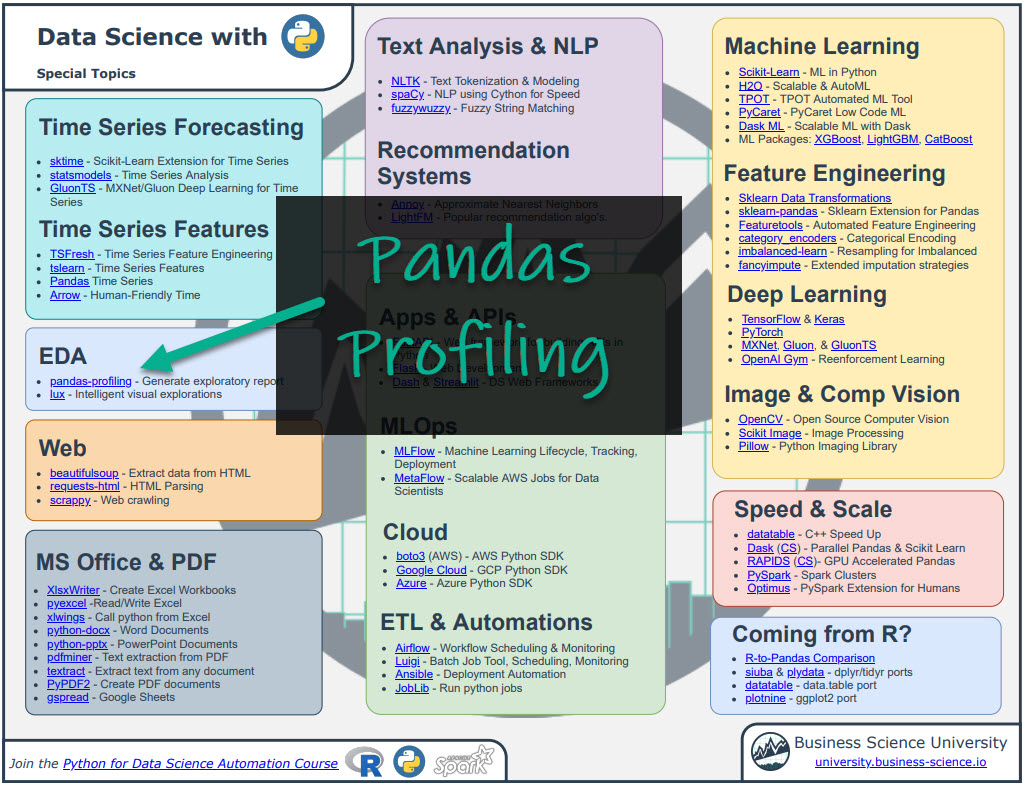 Data Science with
Special Topics
Time Series Forecasting
sktime - Scikit-Learn Extension for Time Series
statsmodels - Time Series Analysis
GluonTS - MXNet/Gluon Deep Learning for Time
Series
Time Series Features
TSFresh - Time Series Feature Engineering
tslearn - Time Series Features
Pandas Time Series
Arrow - Human-Friendly Time
EDA
pandas-profiling - Generate exploratory report
lux - Intelligent visual explorations
Web
beautifulsoup - Extract data from HTML
requests-html - HTML Parsing
scrappy - Web crawling
MS Office & PDF
XlsxWriter - Create Excel Workbooks
pyexcel -Read/Write Excel
xlwings - Call python from Excel
python-docx - Word Documents
python-pptx - PowerPoint Documents
pdfminer - Text extraction from PDF
textract - Extract text from any document
PyPDF2 - Create PDF documents
gspread - Google Sheets
Text Analysis & NLP
NLTK - Text Tokenization & Modeling
spaCy - NLP using Cython for Speed
fuzzywuzzy - Fuzzy String Matching
Recommendation
Systems
Annoy - Approximate Nearest Neighbors
LightFM - Popular recommendation algo's.
Pandas
Profiling
Apps & APIs
Dash & Streamlit - DS Web Frameworks
MLOps
MLFlow - Machine Learning Lifecycle, Tracking,
Deployment
MetaFlow - Scalable AWS Jobs for Data
Scientists
Cloud
boto3 (AWS) - AWS Python SDK
Google Cloud - GCP Python SDK
Azure - Azure Python SDK
ETL & Automations
Airflow - Workflow Scheduling & Monitoring
Luigi - Batch Job Tool, Scheduling, Monitoring
Ansible - Deployment Automation
JobLib - Run python jobs
Machine Learning
Scikit-Learn - ML in Python
H2O - Scalable & AutoML
TPOT - TPOT Automated ML Tool
PyCaret - PyCaret Low Code ML
Dask ML - Scalable ML with Dask
ML Packages: XGBoost, LightGBM, CatBoost
Feature Engineering
Sklearn Data Transformations
sklearn-pandas - Sklearn Extension for Pandas
Featuretools - Automated Feature Engineering
category_encoders - Categorical Encoding
imbalanced-learn - Resampling for Imbalanced
fancyimpute - Extended imputation strategies
Deep Learning
TensorFlow & Keras
PyTorch
MXNet, Gluon, & GluonTS
OpenAI Gym - Reenforcement Learning
Image & Comp Vision
OpenCV - Open Source Computer Vision
Scikit Image - Image Processing
Pillow - Python Imaging Library
Speed & Scale
datatable - C++ Speed Up
Dask (CS) - Parallel Pandas & Scikit Learn
RAPIDS (CS)- GPU Accelerated Pandas
PySpark - Spark Clusters
Optimus - PySpark Extension for Humans
Coming from R?
R-to-Pandas Comparison
siuba & plydata - dplyr/tidyr ports
datatable - data.table port
plotnine - ggplot2 port
Join the Python for Data Science Automation Course
R
APACHE
Spark
Business Science University
university.business-science.io